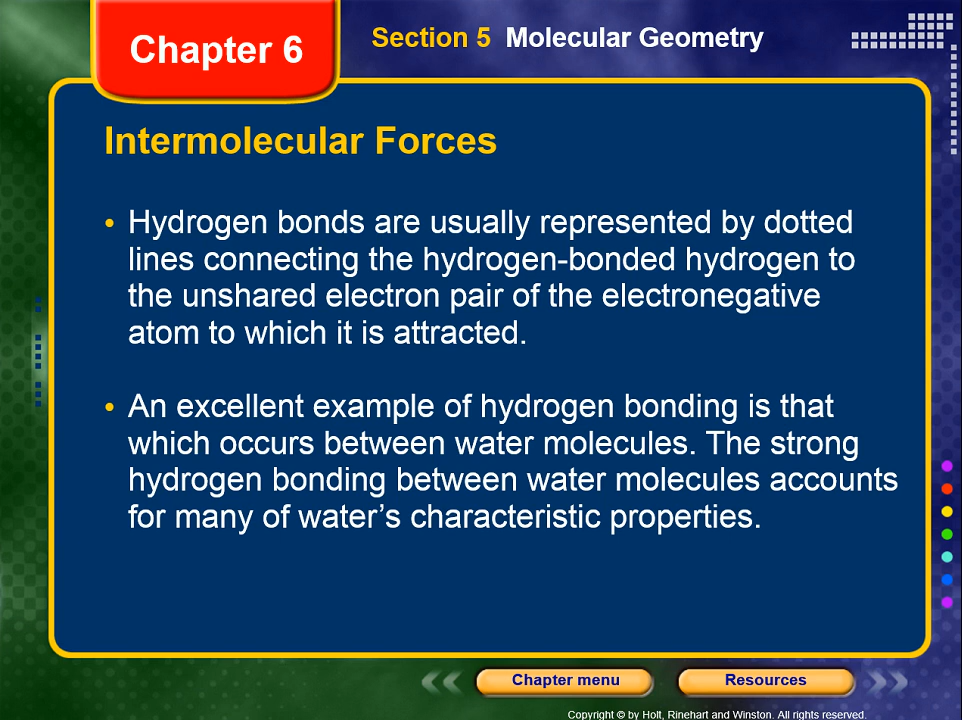 Chapter 6
Section 5 Molecular Geometry
Intermolecular Forces
• Hydrogen bonds are usually represented by dotted
lines connecting the hydrogen-bonded hydrogen to
the unshared electron pair of the electronegative
atom to which it is attracted.
• An excellent example of hydrogen bonding is that
which occurs between water molecules. The strong
hydrogen bonding between water molecules accounts
for many of water’s characteristic properties.
Chapter menu
Resources
Copyright © by Holt, Rinehart and Winston. All rights reserved.